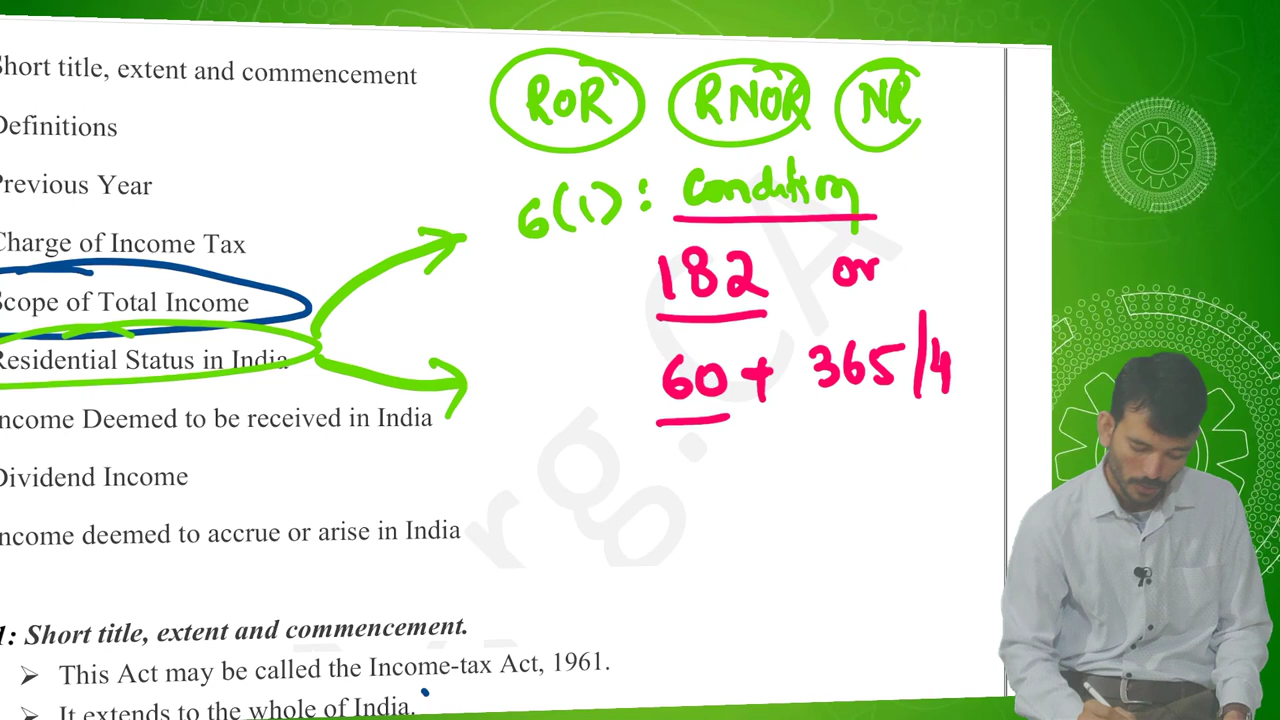 Short title, extent and commencement
Definitions
Previous Year
Charge of Income Tax
Scope of Total Income
Residential Status in India
Income Deemed to be received in India
Dividend Income
Income deemed to accrue or arise in India
ROR RNOR NR
6(1) : Condition
182 or
60 + 365/4
1: Short title, extent and commencement.
➢ This Act may be called the Income-tax Act, 1961.
➢ It extends to the whole of India.
rg.CA